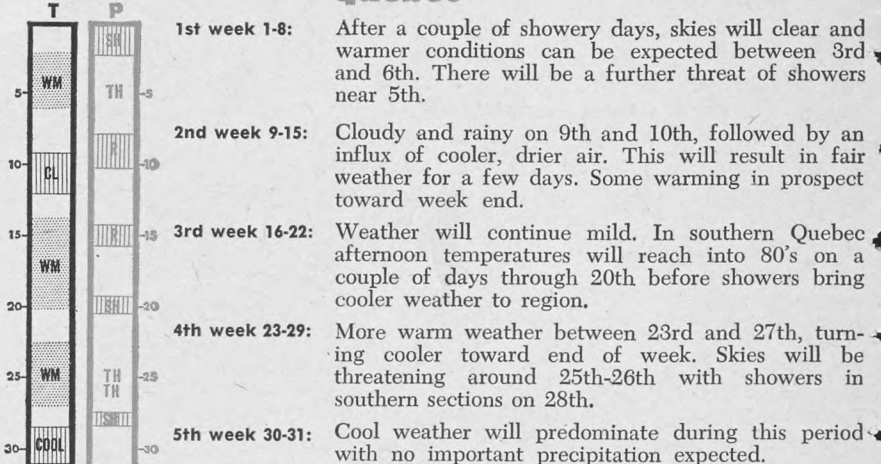 T P
1st week 1-8: After a couple of showery days, skies will clear and
warmer conditions can be expected between 3rd
and 6th. There will be a further threat of showers
near 5th.
2nd week 9-15: Cloudy and rainy on 9th and 10th, followed by an
influx of cooler, drier air. This will result in fair
weather for a few days. Some warming in prospect
toward week end.
3rd week 16-22: Weather will continue mild. In southern Quebec
afternoon temperatures will reach into 80's on a
couple of days through 20th before showers bring
cooler weather to region.
4th week 23-29: More warm weather between 23rd and 27th, turn-
ing cooler toward end of week. Skies will be
threatening around 25th-26th with showers in
southern sections on 28th.
5th week 30-31: Cool weather will predominate during this period
with no important precipitation expected.
SH
5- WM TH -5
R
10- CL -10
15- R -15
WM
20- SH -20
25- WM TH -25
TH
SH
30- COOL -30